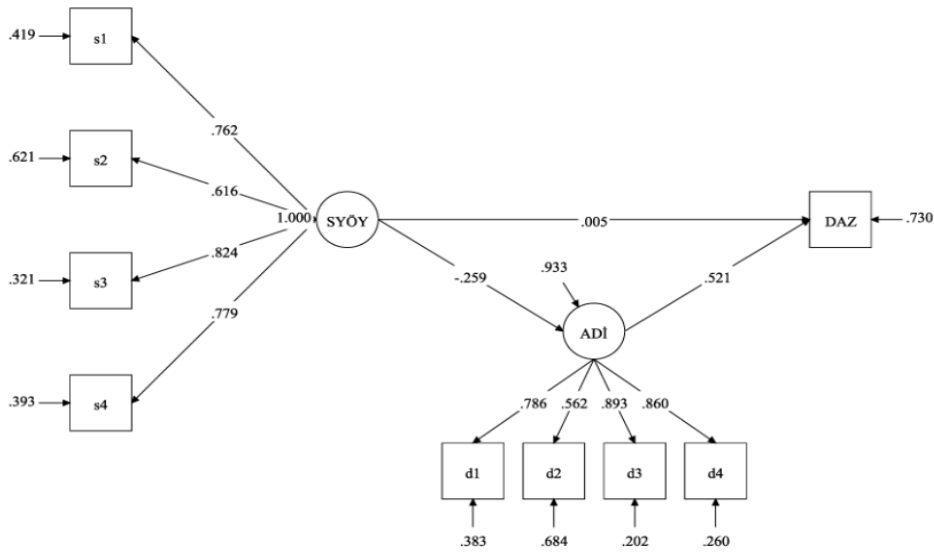 .419
s1
.762
.621
s2
.616
1.000
SYÖY
.005
DAZ
.730
.824
.321
s3
-.259
.933
.521
.779
ADİ
.393
s4
.786
.562
.893
.860
d1
d2
d3
d4
.383
.684
.202
.260